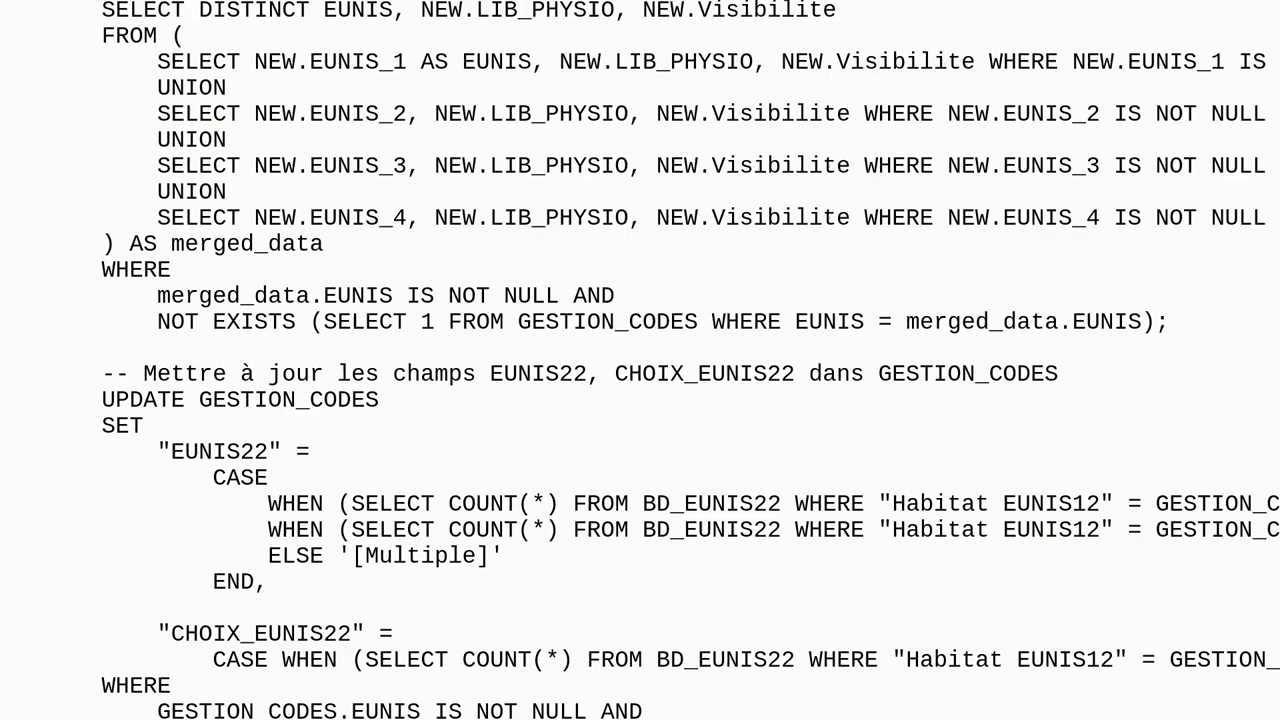 SELECT DISTINCT EUNIS, NEW.LIB_PHYSIO, NEW.Visibilite
FROM (
SELECT NEW.EUNIS_1 AS EUNIS, NEW.LIB_PHYSIO, NEW.Visibilite WHERE NEW.EUNIS_1 IS
UNION
SELECT NEW.EUNIS_2, NEW.LIB_PHYSIO, NEW.Visibilite WHERE NEW.EUNIS_2 IS NOT NULL
UNION
SELECT NEW.EUNIS_3, NEW.LIB_PHYSIO, NEW.Visibilite WHERE NEW.EUNIS_3 IS NOT NULL
UNION
SELECT NEW.EUNIS_4, NEW.LIB_PHYSIO, NEW.Visibilite WHERE NEW.EUNIS_4 IS NOT NULL
) AS merged_data
WHERE
merged_data.EUNIS IS NOT NULL AND
NOT EXISTS (SELECT 1 FROM GESTION_CODES WHERE EUNIS = merged_data.EUNIS);
-- Mettre à jour les champs EUNIS22, CHOIX_EUNIS22 dans GESTION_CODES
UPDATE GESTION_CODES
SET
"EUNIS22" =
CASE
WHEN (SELECT COUNT(*) FROM BD_EUNIS22 WHERE "Habitat EUNIS12" = GESTION_C
WHEN (SELECT COUNT(*) FROM BD_EUNIS22 WHERE "Habitat EUNIS12" = GESTION_C
ELSE '[Multiple]'
END,
"CHOIX_EUNIS22" =
CASE WHEN (SELECT COUNT(*) FROM BD_EUNIS22 WHERE "Habitat EUNIS12" = GESTION_
WHERE
GESTION_CODES.EUNIS IS NOT NULL AND